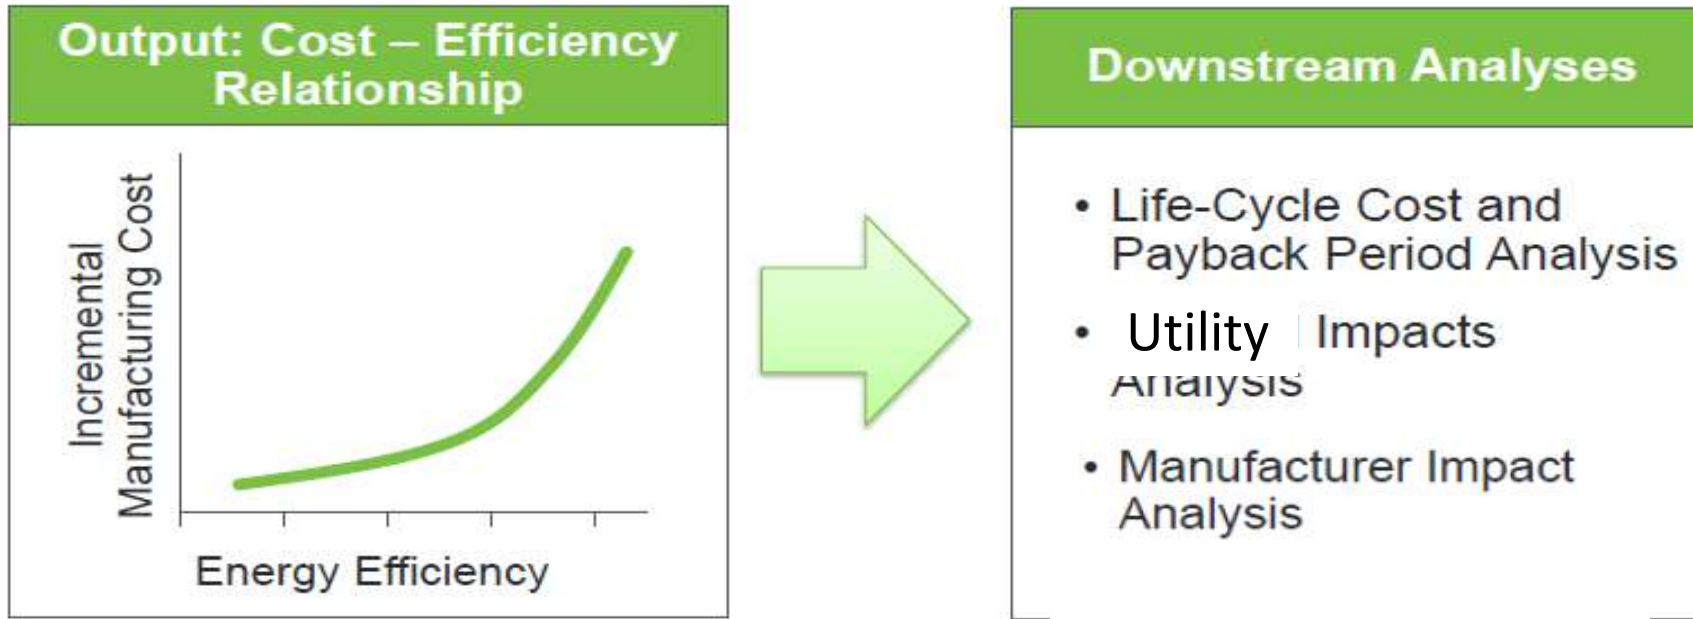 Output: Cost – Efficiency
Relationship
Incremental
Manufacturing Cost
Energy Efficiency
Downstream Analyses
• Life-Cycle Cost and
Payback Period Analysis
• Utility Impacts
Analysis
• Manufacturer Impact
Analysis